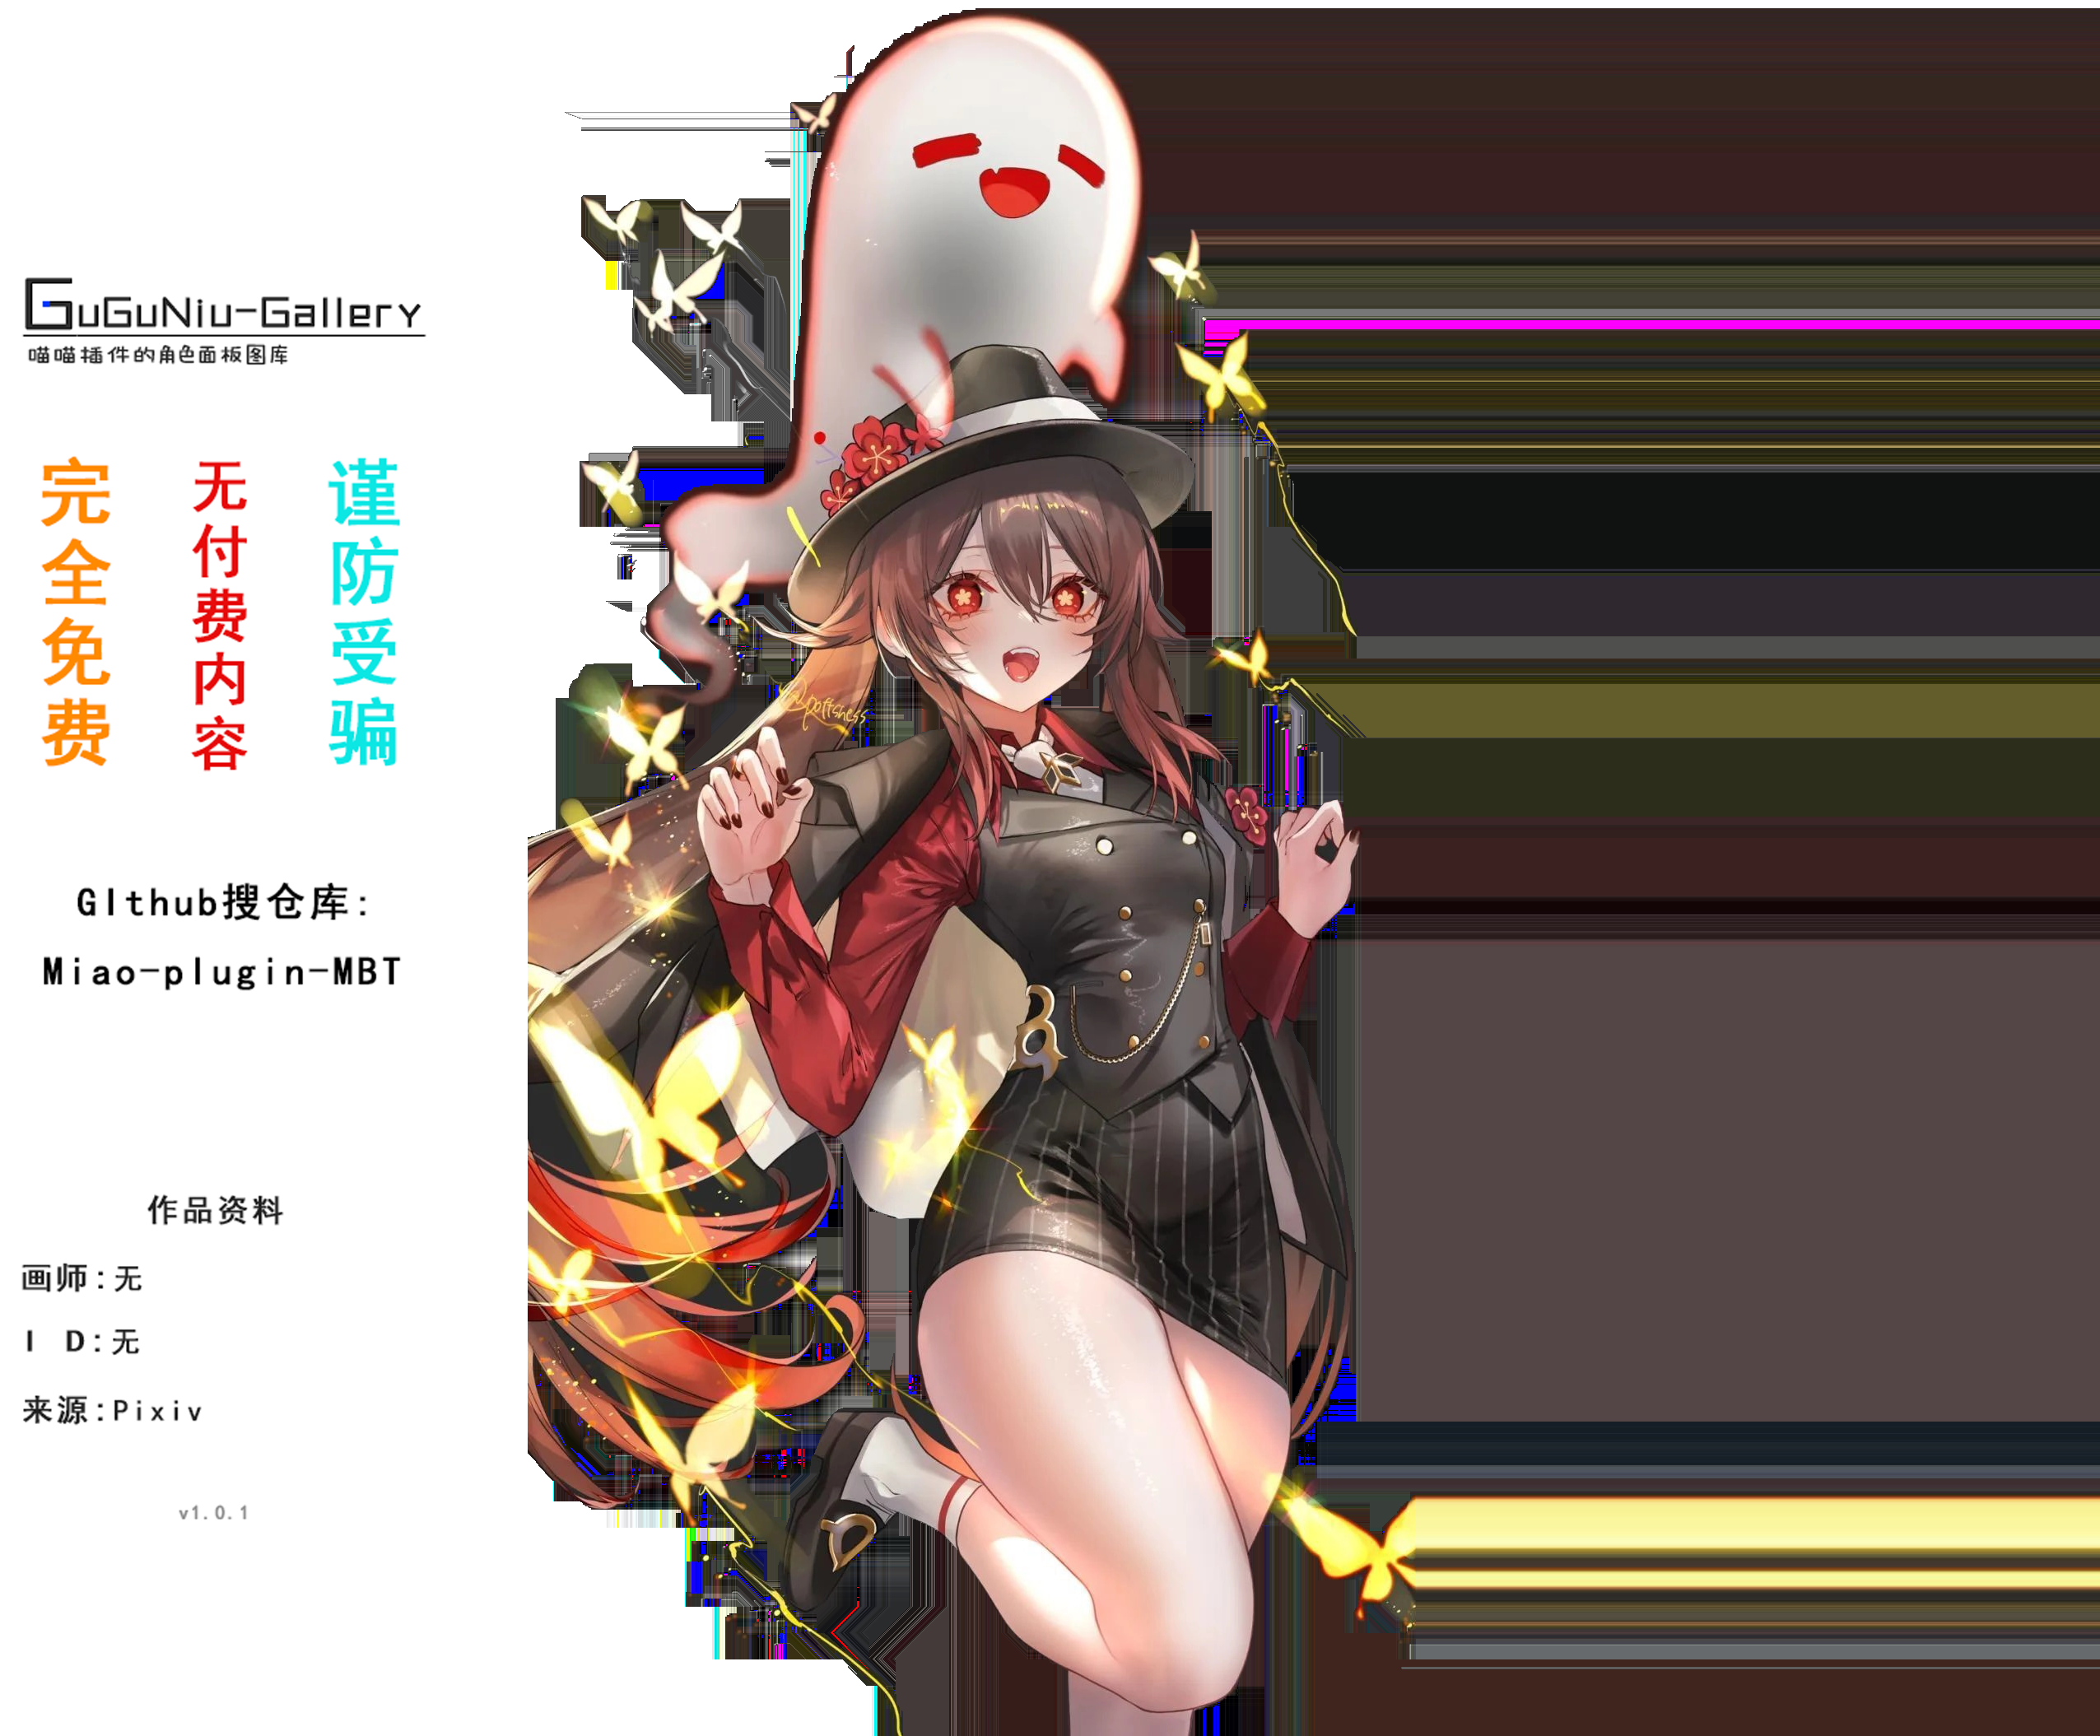 GuGuNiu-Gallery
喵喵插件的角色面板图库
完全免费
无付费内容
谨防受骗
GIthub搜仓库:
Miao-plugin-MBT
作品资料
画师:无
I D:无
来源:Pixiv
v1.0.1